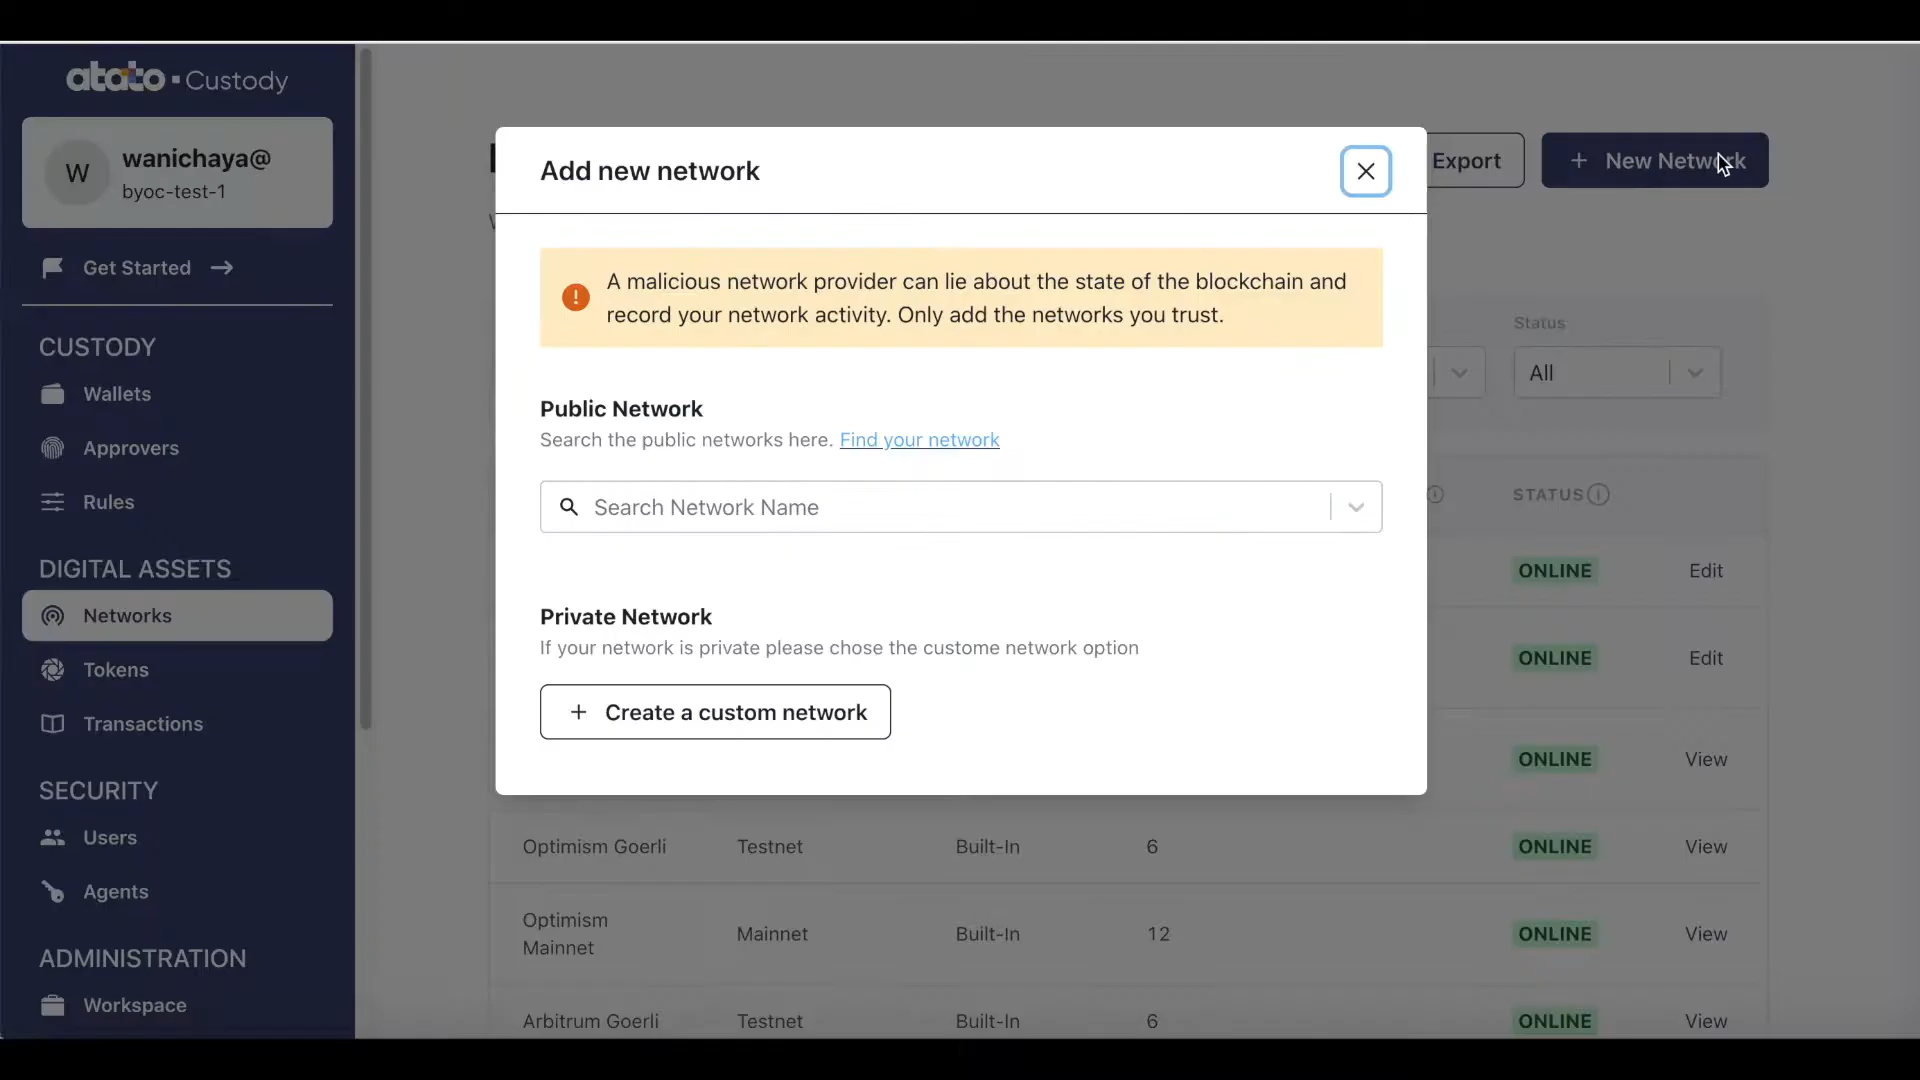 atato · Custody
W
wanichaya@
byoc-test-1
Get Started
CUSTODY
Wallets
Approvers
Rules
DIGITAL ASSETS
Networks
Tokens
Transactions
SECURITY
Users
Agents
ADMINISTRATION
Workspace
Export
+ New Network
Add new network
A malicious network provider can lie about the state of the blockchain and
record your network activity. Only add the networks you trust.
Public Network
Search the public networks here. Find your network
Search Network Name
Private Network
If your network is private please chose the custome network option
+ Create a custom network
Status
All
STATUS
ONLINE Edit
ONLINE Edit
ONLINE View
Optimism Goerli Testnet Built-In 6 ONLINE View
Optimism
Mainnet Mainnet Built-In 12 ONLINE View
Arbitrum Goerli Testnet Built-In 6 ONLINE View